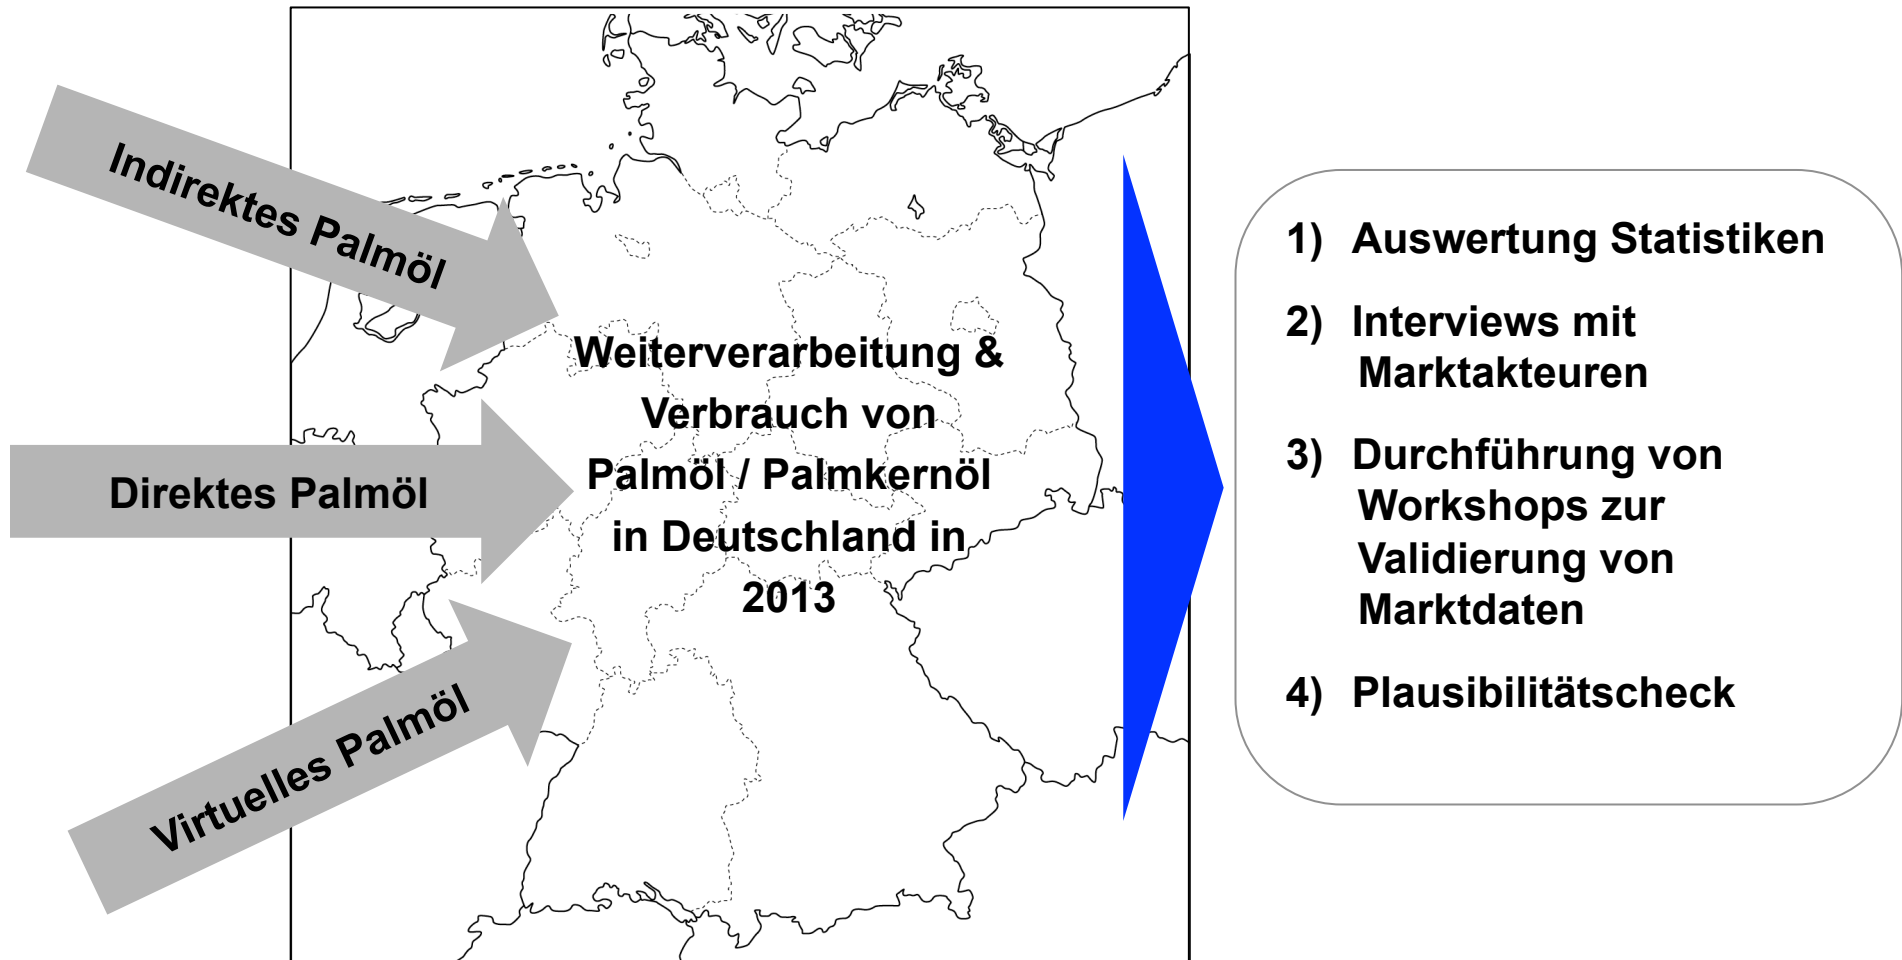 Indirektes Palmöl
Direktes Palmöl
Virtuelles Palmöl
Weiterverarbeitung &
Verbrauch von
Palmöl / Palmkernöl
in Deutschland in
2013
1) Auswertung Statistiken
2) Interviews mit
Marktakteuren
3) Durchführung von
Workshops zur
Validierung von
Marktdaten
4) Plausibilitätscheck